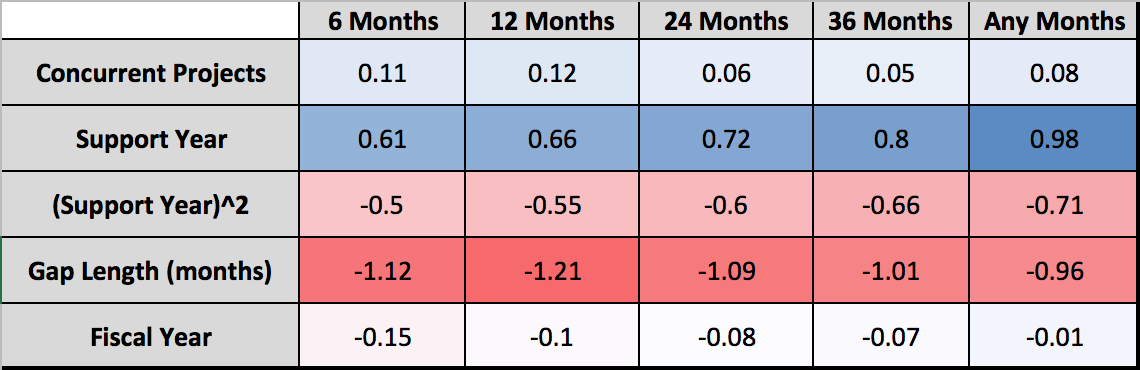 6 Months 12 Months 24 Months 36 Months Any Months
Concurrent Projects 0.11 0.12 0.06 0.05 0.08
Support Year 0.61 0.66 0.72 0.8 0.98
(Support Year)^2 -0.5 -0.55 -0.6 -0.66 -0.71
Gap Length (months) -1.12 -1.21 -1.09 -1.01 -0.96
Fiscal Year -0.15 -0.1 -0.08 -0.07 -0.01